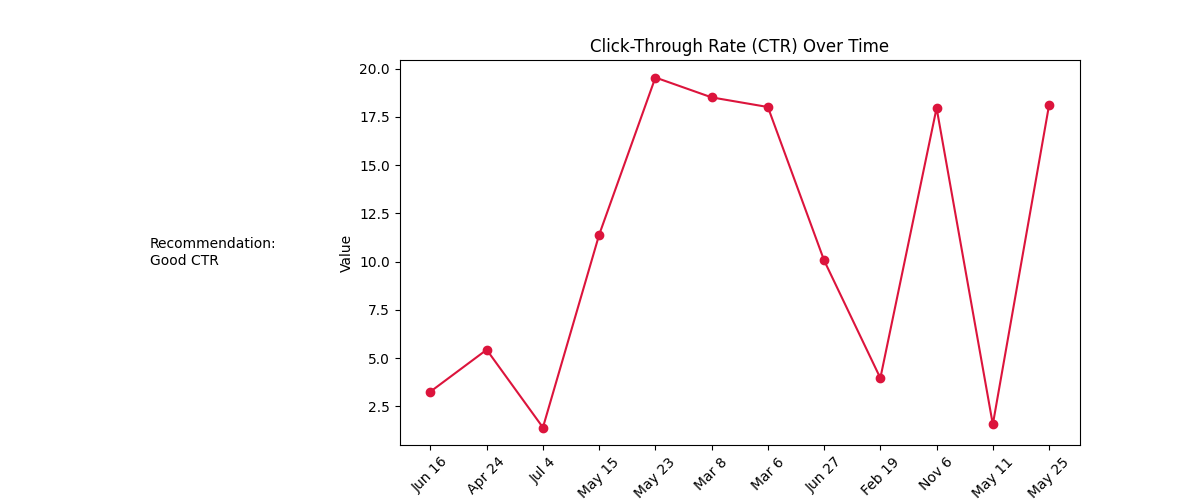 Click-Through Rate (CTR) Over Time
Recommendation:
Good CTR
Value
20.0
17.5
15.0
12.5
10.0
7.5
5.0
2.5
Jun 16
Apr 24
Jul 4
May 15
May 23
Mar 8
Mar 6
Jun 27
Feb 19
Nov 6
May 11
May 25